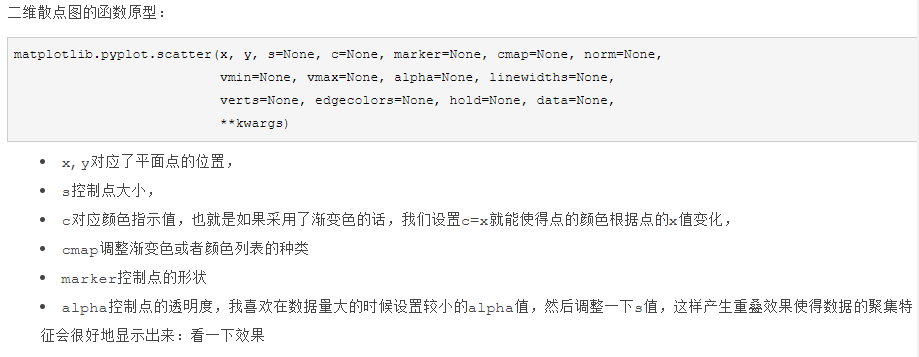 二维散点图的函数原型：
matplotlib.pyplot.scatter(x, y, s=None, c=None, marker=None, cmap=None, norm=None,
vmin=None, vmax=None, alpha=None, linewidths=None,
verts=None, edgecolors=None, hold=None, data=None,
**kwargs)
• x,y对应了平面点的位置，
• s控制点大小，
• c对应颜色指示值，也就是如果采用了渐变色的话，我们设置c=x就能使得点的颜色根据点的x值变化，
• cmap调整渐变色或者颜色列表的种类
• marker控制点的形状
• alpha控制点的透明度，我喜欢在数据量大的时候设置较小的alpha值，然后调整一下s值，这样产生重叠效果使得数据的聚集特
征会很好地显示出来：看一下效果